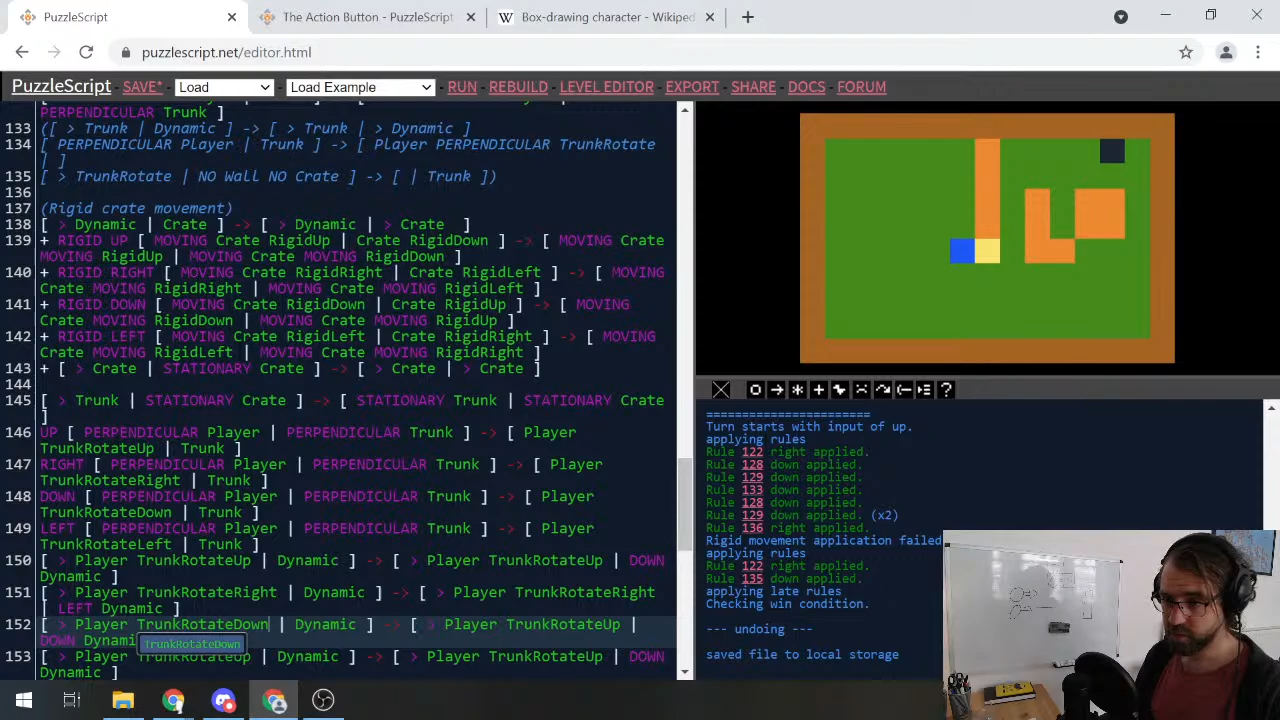 PuzzleScript
The Action Button - PuzzleScript
Box-drawing character - Wikiped
puzzlescript.net/editor.html
PuzzleScript SAVE* Load Load Example RUN REBUILD LEVEL EDITOR EXPORT SHARE DOCS FORUM
PERPENDICULAR Trunk ]
133 ([ > Trunk | Dynamic ] -> [ > Trunk | > Dynamic ]
134 [ PERPENDICULAR Player | Trunk ] -> [ Player PERPENDICULAR TrunkRotate
| ]
135 [ > TrunkRotate | NO Wall NO Crate ] -> [ | Trunk ])
136
137 (Rigid crate movement)
138 [ > Dynamic | Crate ] -> [ > Dynamic | > Crate ]
139 + RIGID UP [ MOVING Crate RigidUp | Crate RigidDown ] -> [ MOVING Crate
MOVING RigidUp | MOVING Crate MOVING RigidDown ]
140 + RIGID RIGHT [ MOVING Crate RigidRight | Crate RigidLeft ] -> [ MOVING
Crate MOVING RigidRight | MOVING Crate MOVING RigidLeft ]
141 + RIGID DOWN [ MOVING Crate RigidDown | Crate RigidUp ] -> [ MOVING
Crate MOVING RigidDown | MOVING Crate MOVING RigidUp ]
142 + RIGID LEFT [ MOVING Crate RigidLeft | Crate RigidRight ] -> [ MOVING
Crate MOVING RigidLeft | MOVING Crate MOVING RigidRight ]
143 + [ > Crate | STATIONARY Crate ] -> [ > Crate | > Crate ]
144
145 [ > Trunk | STATIONARY Crate ] -> [ STATIONARY Trunk | STATIONARY Crate
]
146 UP [ PERPENDICULAR Player | PERPENDICULAR Trunk ] -> [ Player
TrunkRotateUp | Trunk ]
147 RIGHT [ PERPENDICULAR Player | PERPENDICULAR Trunk ] -> [ Player
TrunkRotateRight | Trunk ]
148 DOWN [ PERPENDICULAR Player | PERPENDICULAR Trunk ] -> [ Player
TrunkRotateDown | Trunk ]
149 LEFT [ PERPENDICULAR Player | PERPENDICULAR Trunk ] -> [ Player
TrunkRotateLeft | Trunk ]
150 [ > Player TrunkRotateUp | Dynamic ] -> [ > Player TrunkRotateUp | DOWN
Dynamic ]
151 [ > Player TrunkRotateRight | Dynamic ] -> [ > Player TrunkRotateRight
| LEFT Dynamic ]
152 [ > Player TrunkRotateDown | Dynamic ] -> [ > Player TrunkRotateUp |
DOWN Dynami
TrunkRotateDown
153 [ > Player TrunkRotateUp | Dynamic ] -> [ > Player TrunkRotateUp | DOWN
Dynamic ]
=======================
Turn starts with input of up.
applying rules
Rule 122 right applied.
Rule 128 down applied.
Rule 129 down applied.
Rule 133 down applied.
Rule 128 down applied.
Rule 129 down applied. (x2)
Rule 136 right applied.
Rigid movement application failed
applying rules
Rule 122 right applied.
Rule 135 down applied.
applying late rules
Checking win condition.
--- undoing ---
saved file to local storage